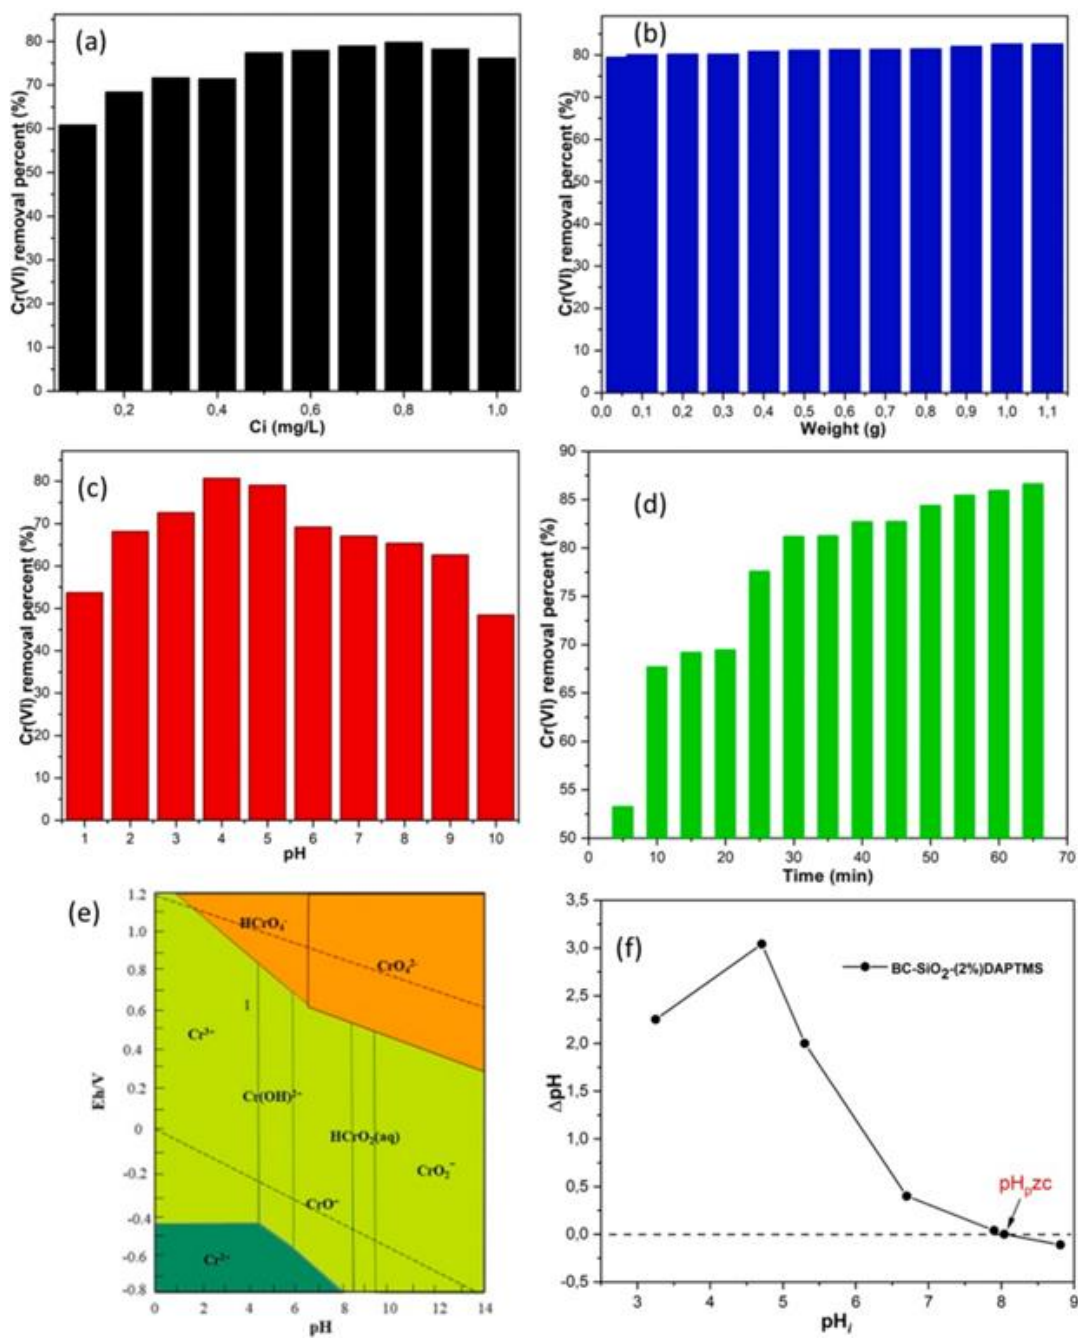 (a)
Cr(VI) removal percent (%)
80
70
60
50
40
30
20
10
0
0,2 0,4 0,6 0,8 1,0
Ci (mg/L)
(b)
Cr(VI) removal percent (%)
90
80
70
60
50
40
30
20
10
0
0,0 0,1 0,2 0,3 0,4 0,5 0,6 0,7 0,8 0,9 1,0 1,1
Weight (g)
(c)
Cr(VI) removal percent (%)
80
70
60
50
40
30
20
10
0
1 2 3 4 5 6 7 8 9 10
pH
(d)
Cr(VI) removal percent (%)
90
85
80
75
70
65
60
55
50
0 10 20 30 40 50 60 70
Time (min)
(e)
Eh/V
1.2
1.0
0.8
0.6
0.4
0.2
0
-0.2
-0.4
-0.6
-0.8
HCrO₄⁻
CrO₄²⁻
1
Cr³⁺
Cr(OH)²⁺
HCrO₂(aq)
CrO₂⁻
CrO⁺
Cr²⁺
0 2 4 6 8 10 12 14
pH
(f)
ΔpH
3,5
3,0
2,5
2,0
1,5
1,0
0,5
0,0
-0,5
BC-SiO₂-(2%)DAPTMS
pHₚzc
3 4 5 6 7 8 9
pHᵢ